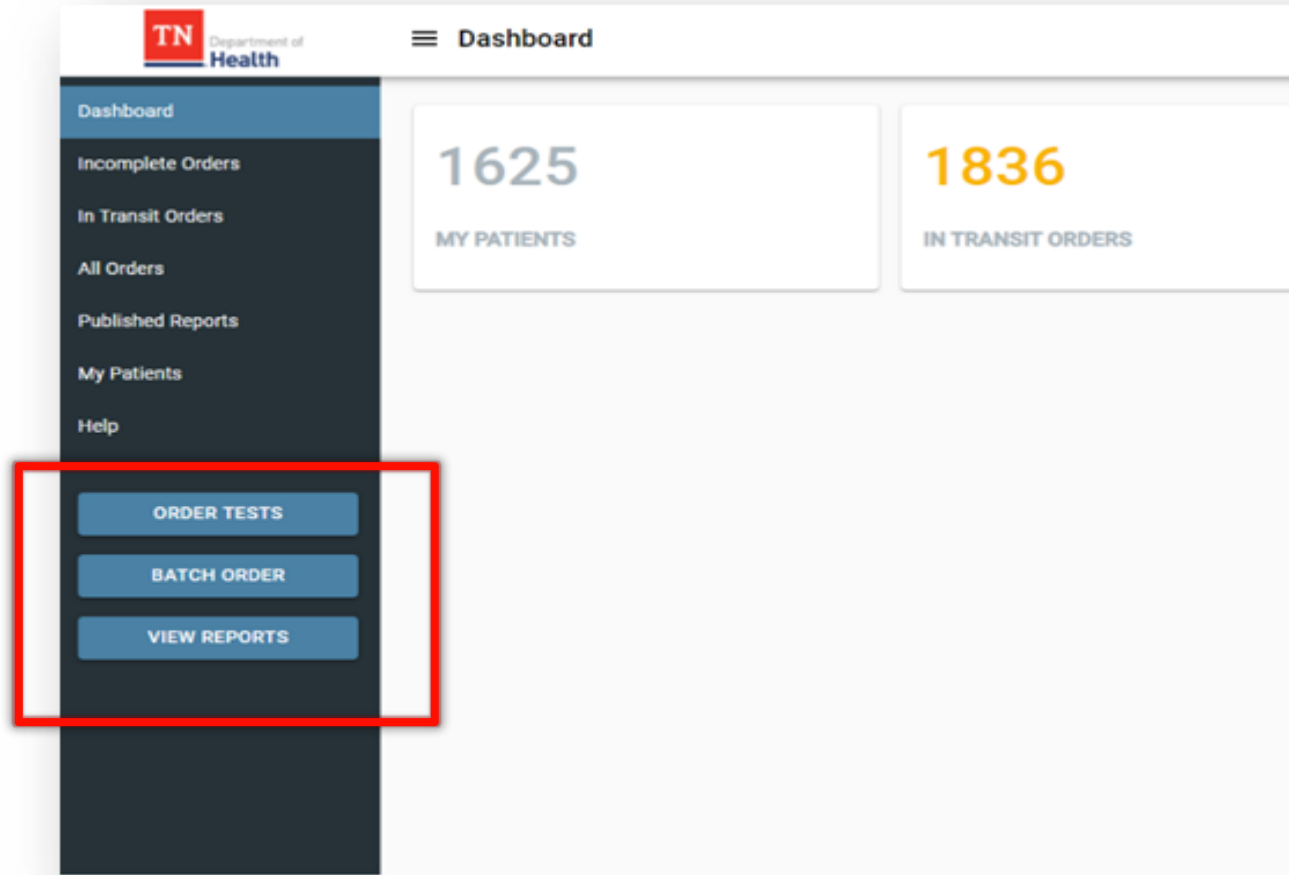 TN Department of
Health
Dashboard
Dashboard
Incomplete Orders
In Transit Orders
All Orders
Published Reports
My Patients
Help
ORDER TESTS
BATCH ORDER
VIEW REPORTS
1625
MY PATIENTS
1836
IN TRANSIT ORDERS